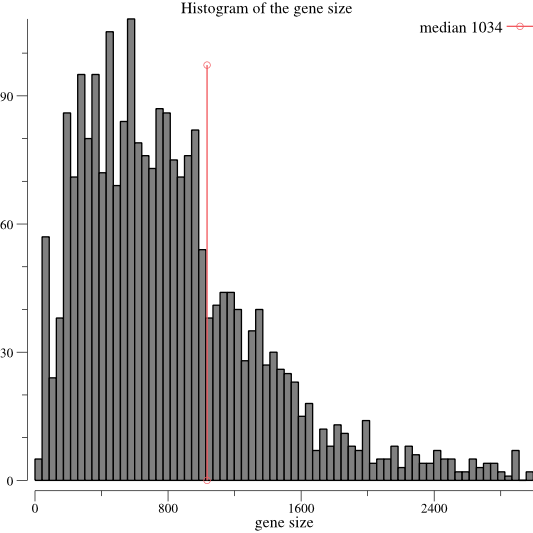 Histogram of the gene size
median 1034
90
60
30
0
0 800 1600 2400
gene size